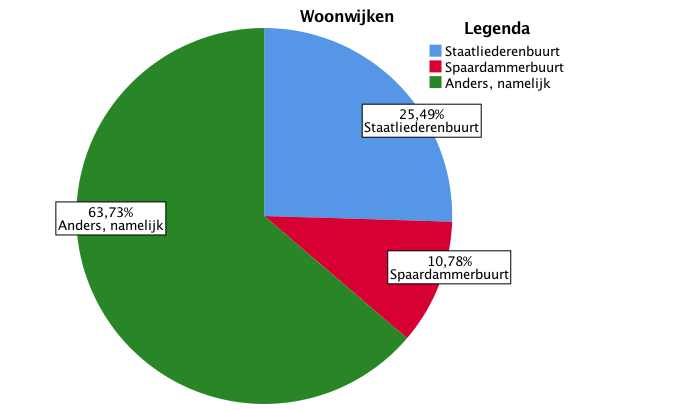 Woonwijken
Legenda
Staatliederenbuurt
Spaardammerbuurt
Anders, namelijk
25,49%
Staatliederenbuurt
63,73%
Anders, namelijk
10,78%
Spaardammerbuurt